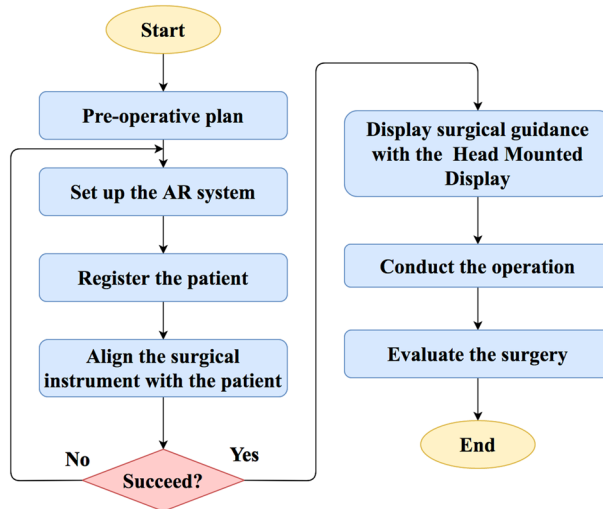 Start
Pre-operative plan
Set up the AR system
Register the patient
Align the surgical
instrument with the patient
No
Yes
Succeed?
Display surgical guidance
with the Head Mounted
Display
Conduct the operation
Evaluate the surgery
End